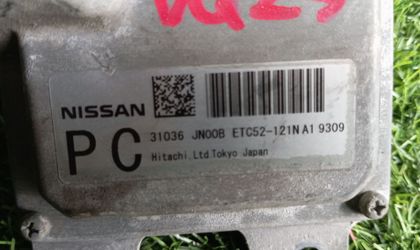 VQ25
NISSAN
PC
31036 JN00B ETC52-121N A1 9309
Hitachi,Ltd.Tokyo Japan